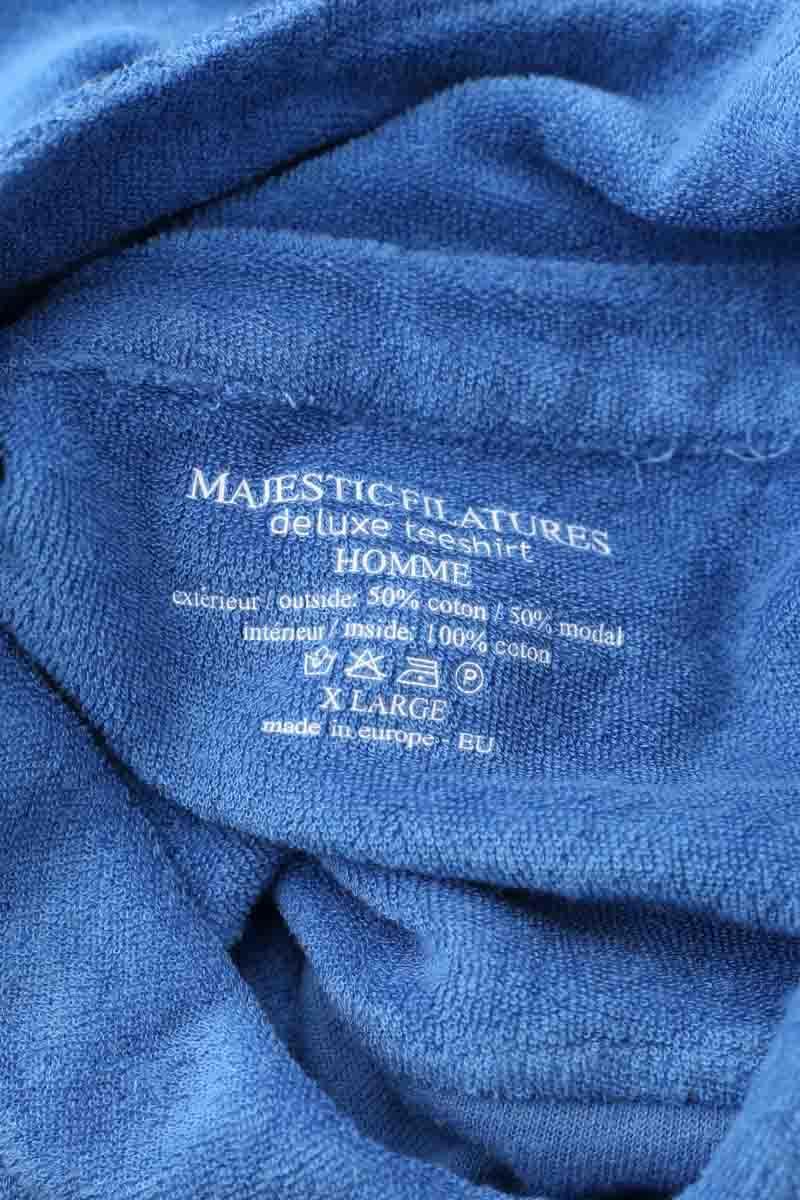 MAJESTIC FILATURES
deluxe teeshirt
HOMME
extérieur / outside: 50% coton / 50% modal
intérieur / inside: 100% coton
P
X LARGE
made in europe - EU